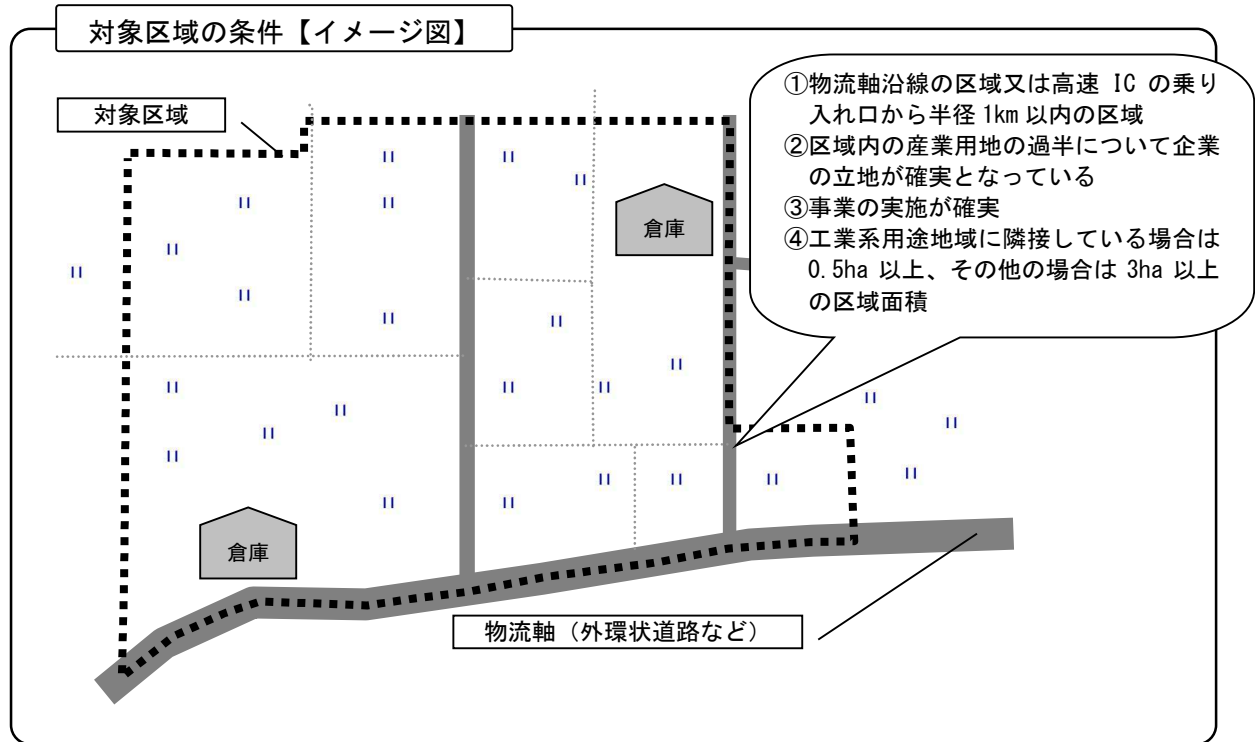 対象区域の条件【イメージ図】
対象区域
①物流軸沿線の区域又は高速 IC の乗り
入れ口から半径 1km 以内の区域
②区域内の産業用地の過半について企業
の立地が確実となっている
③事業の実施が確実
④工業系用途地域に隣接している場合は
0.5ha 以上、その他の場合は 3ha 以上
の区域面積
倉庫
倉庫
物流軸（外環状道路など）